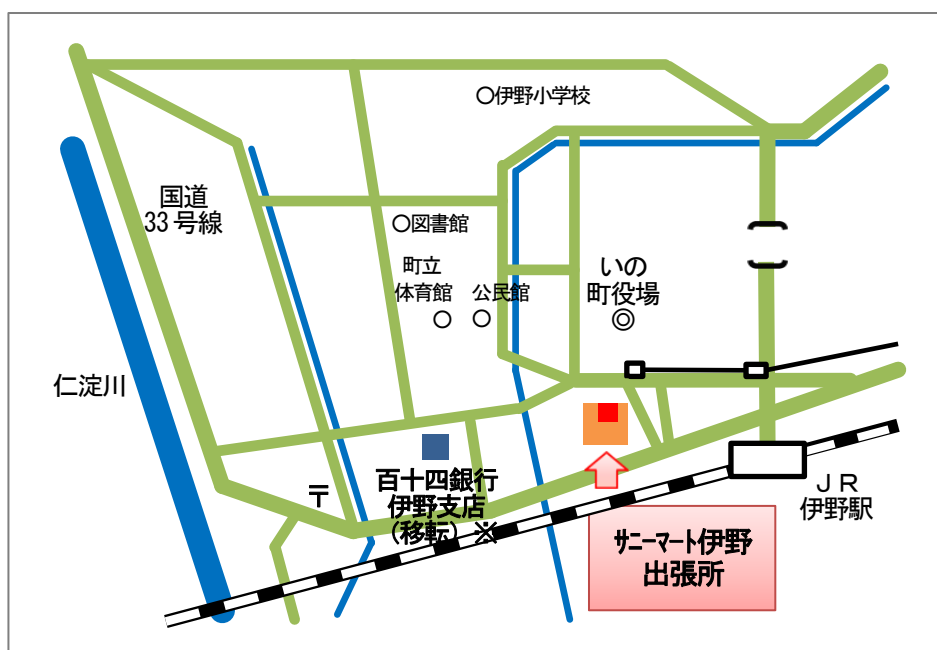 ○伊野小学校
国道
33号線
○図書館
町立
体育館
公民館
いの
町役場
仁淀川
〒
百十四銀行
伊野支店
（移転）※
ＪＲ
伊野駅
ｻﾆｰﾏｰﾄ伊野
出張所